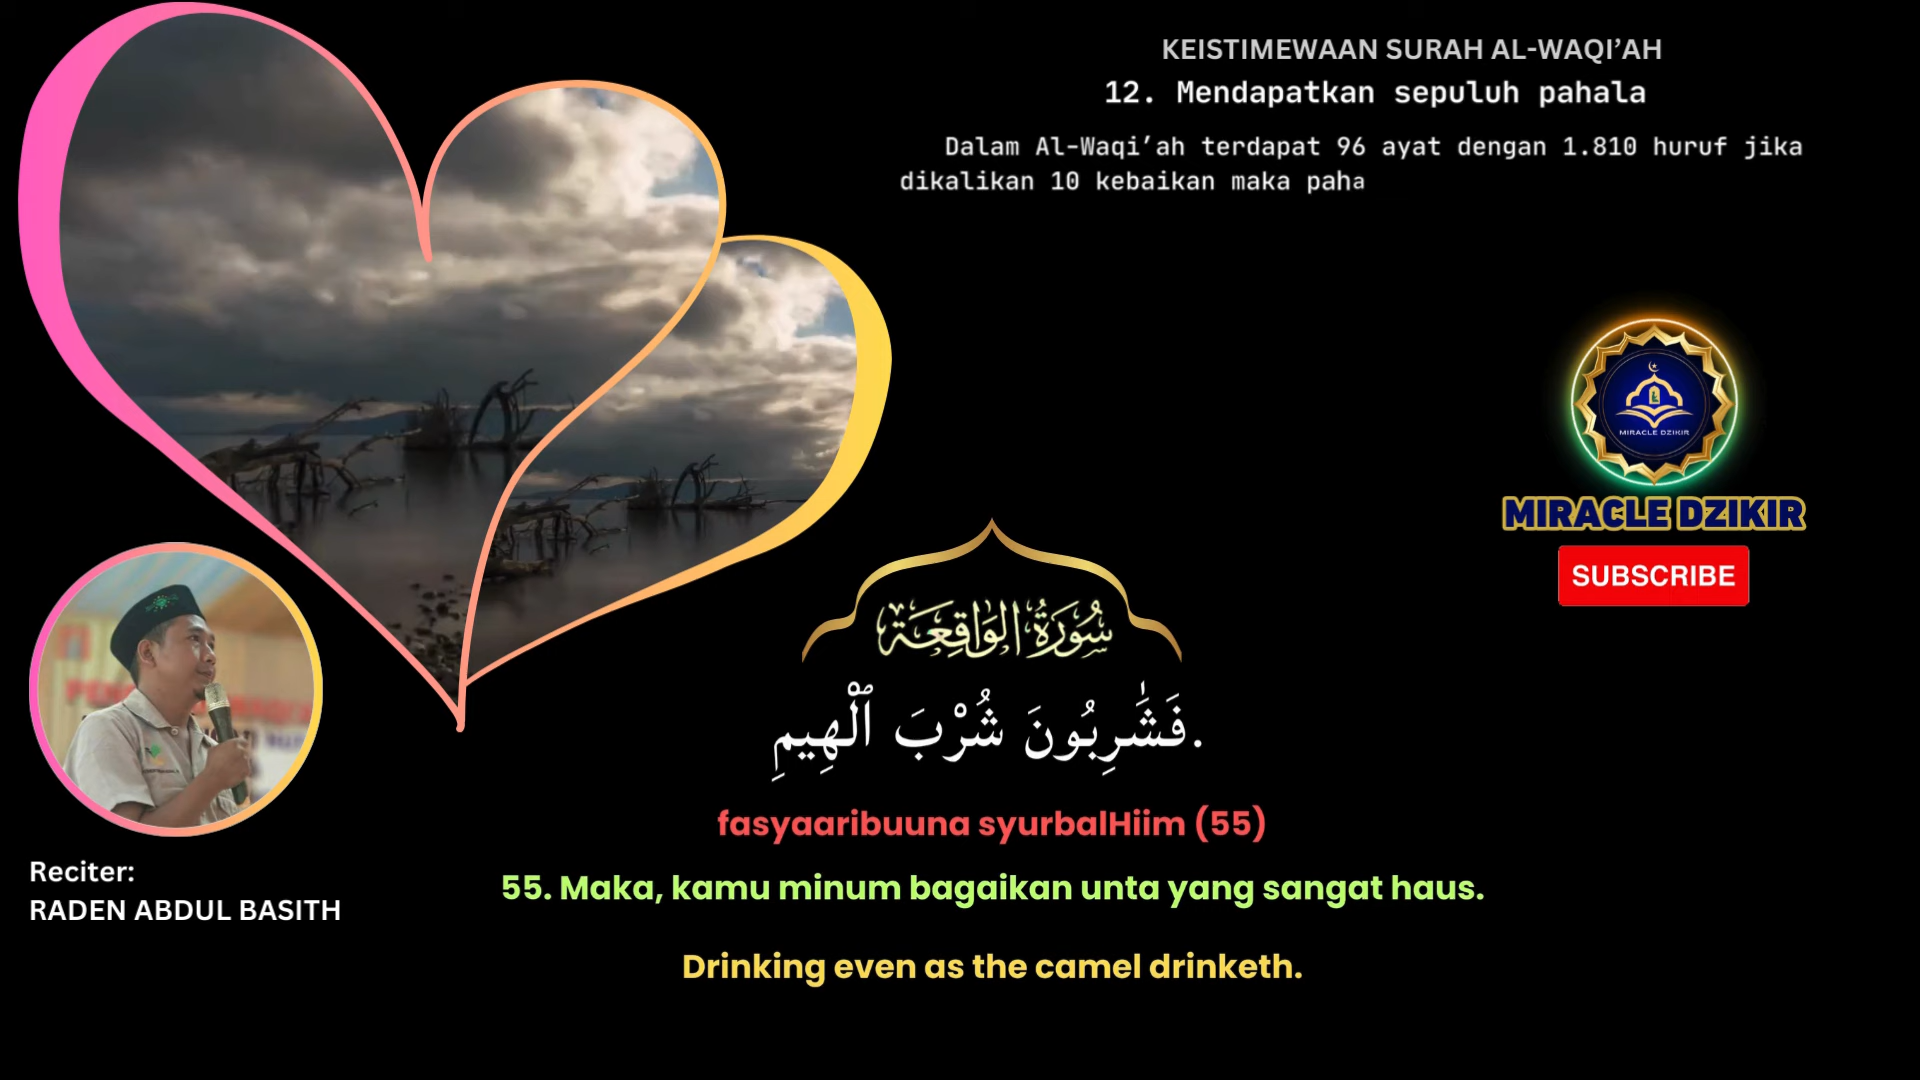 KEISTIMEWAAN SURAH AL-WAQI’AH
12. Mendapatkan sepuluh pahala
Dalam Al-Waqi’ah terdapat 96 ayat dengan 1.810 huruf jika
dikalikan 10 kebaikan maka paha
MIRACLE DZIKIR
MIRACLE DZIKIR
SUBSCRIBE
سُورَةُ الوَاقِعَة
فَشَٰرِبُونَ شُرْبَ ٱلْهِيمِ.
fasyaaribuuna syurbalHiim (55)
55. Maka, kamu minum bagaikan unta yang sangat haus.
Drinking even as the camel drinketh.
Reciter:
RADEN ABDUL BASITH